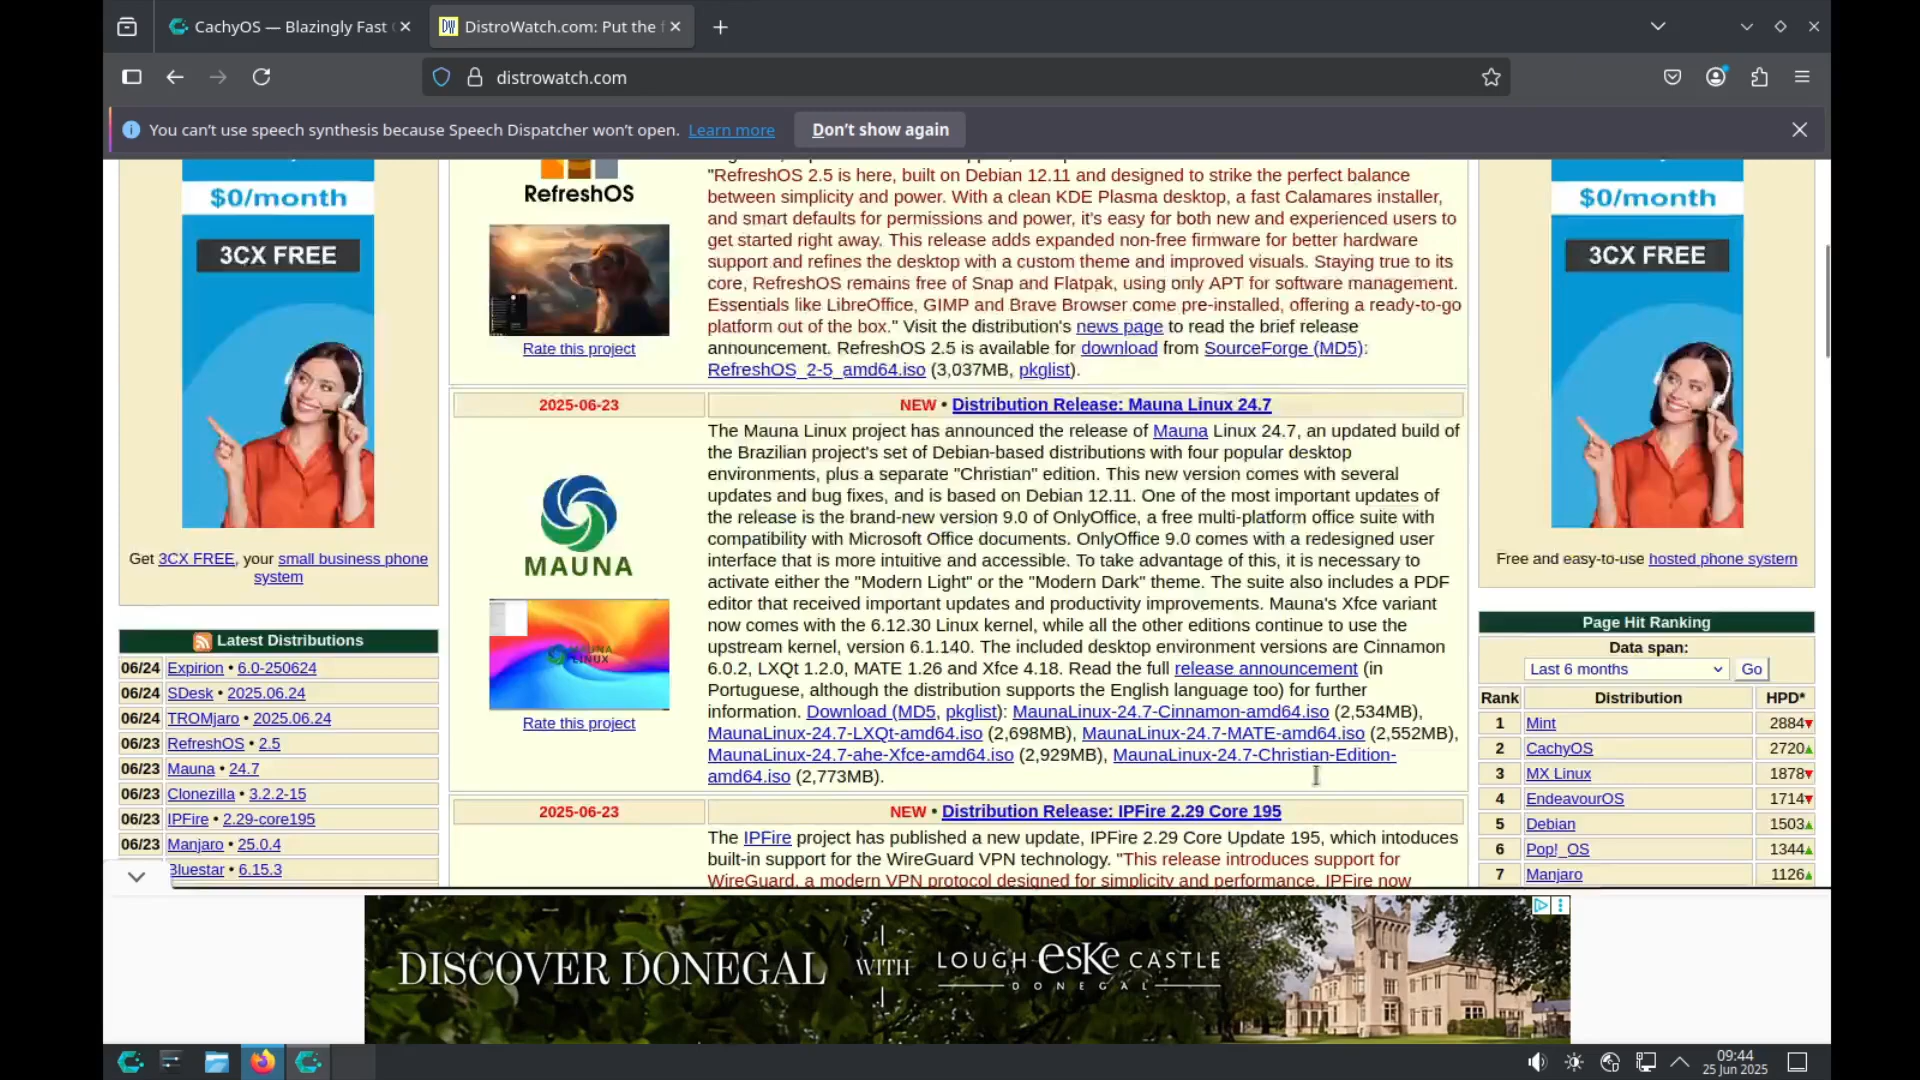 CachyOS — Blazingly Fast
DistroWatch.com: Put the f
distrowatch.com
You can't use speech synthesis because Speech Dispatcher won't open. Learn more
Don't show again
$0/month
3CX FREE
Get 3CX FREE, your small business phone
system
Latest Distributions
06/24 Expirion • 6.0-250624
06/24 SDesk • 2025.06.24
06/24 TROMjaro • 2025.06.24
06/23 RefreshOS • 2.5
06/23 Mauna • 24.7
06/23 Clonezilla • 3.2.2-15
06/23 IPFire • 2.29-core195
06/23 Manjaro • 25.0.4
Bluestar • 6.15.3
RefreshOS
Rate this project
"RefreshOS 2.5 is here, built on Debian 12.11 and designed to strike the perfect balance
between simplicity and power. With a clean KDE Plasma desktop, a fast Calamares installer,
and smart defaults for permissions and power, it's easy for both new and experienced users to
get started right away. This release adds expanded non-free firmware for better hardware
support and refines the desktop with a custom theme and improved visuals. Staying true to its
core, RefreshOS remains free of Snap and Flatpak, using only APT for software management.
Essentials like LibreOffice, GIMP and Brave Browser come pre-installed, offering a ready-to-go
platform out of the box." Visit the distribution's news page to read the brief release
announcement. RefreshOS 2.5 is available for download from SourceForge (MD5):
RefreshOS_2-5_amd64.iso (3,037MB, pkglist).
2025-06-23
NEW • Distribution Release: Mauna Linux 24.7
MAUNA
MAUNA
LINUX
Rate this project
The Mauna Linux project has announced the release of Mauna Linux 24.7, an updated build of
the Brazilian project's set of Debian-based distributions with four popular desktop
environments, plus a separate "Christian" edition. This new version comes with several
updates and bug fixes, and is based on Debian 12.11. One of the most important updates of
the release is the brand-new version 9.0 of OnlyOffice, a free multi-platform office suite with
compatibility with Microsoft Office documents. OnlyOffice 9.0 comes with a redesigned user
interface that is more intuitive and accessible. To take advantage of this, it is necessary to
activate either the "Modern Light" or the "Modern Dark" theme. The suite also includes a PDF
editor that received important updates and productivity improvements. Mauna's Xfce variant
now comes with the 6.12.30 Linux kernel, while all the other editions continue to use the
upstream kernel, version 6.1.140. The included desktop environment versions are Cinnamon
6.0.2, LXQt 1.2.0, MATE 1.26 and Xfce 4.18. Read the full release announcement (in
Portuguese, although the distribution supports the English language too) for further
information. Download (MD5, pkglist): MaunaLinux-24.7-Cinnamon-amd64.iso (2,534MB),
MaunaLinux-24.7-LXQt-amd64.iso (2,698MB), MaunaLinux-24.7-MATE-amd64.iso (2,552MB),
MaunaLinux-24.7-ahe-Xfce-amd64.iso (2,929MB), MaunaLinux-24.7-Christian-Edition-
amd64.iso (2,773MB).
2025-06-23
NEW • Distribution Release: IPFire 2.29 Core 195
The IPFire project has published a new update, IPFire 2.29 Core Update 195, which intoduces
built-in support for the WireGuard VPN technology. "This release introduces support for
WireGuard, a modern VPN protocol designed for simplicity and performance. IPFire now
$0/month
3CX FREE
Free and easy-to-use hosted phone system
Page Hit Ranking
Data span:
Last 6 months Go
Rank Distribution HPD*
1 Mint 2884
2 CachyOS 2720
3 MX Linux 1878
4 EndeavourOS 1714
5 Debian 1503
6 Pop!_OS 1344
7 Manjaro 1126
DISCOVER DONEGAL WITH LOUGH eske CASTLE
DONEGAL
09:44
25 Jun 2025